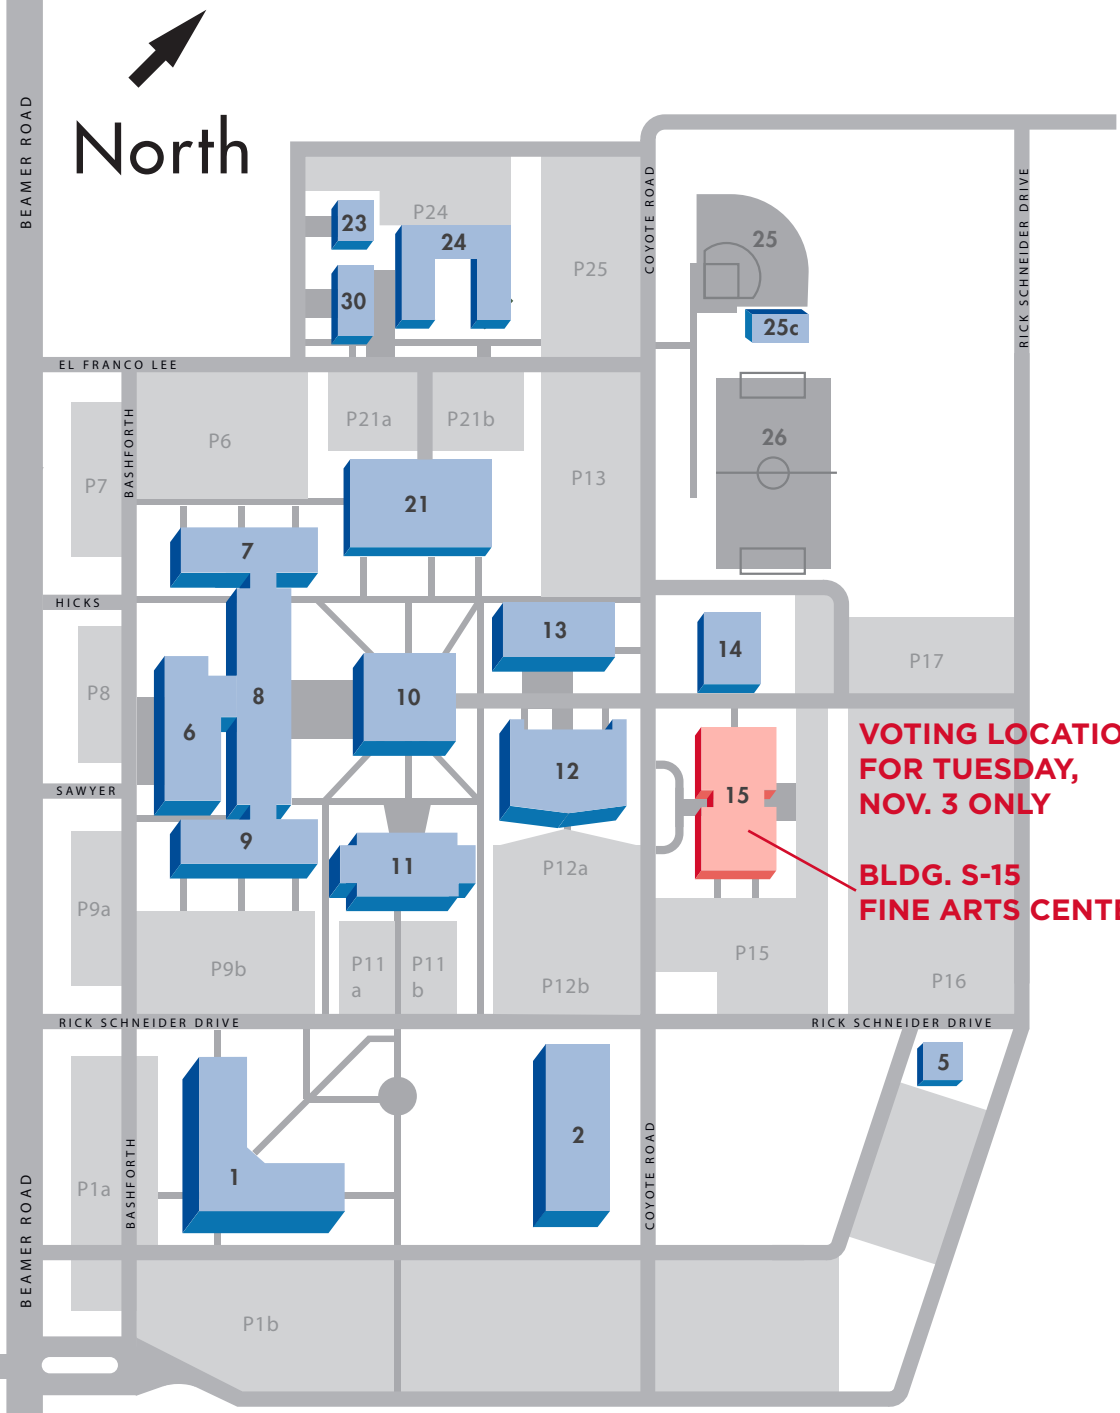 North
BEAMER ROAD
COYOTE ROAD
RICK SCHNEIDER DRIVE
23
P24
24
25
P25
30
25c
EL FRANCO LEE
BASHFORTH
P6
P21a
P21b
26
P7
P13
21
7
HICKS
13
14
P17
P8
8
10
6
VOTING LOCATIO
FOR TUESDAY,
NOV. 3 ONLY
12
15
SAWYER
9
11
P12a
BLDG. S-15
FINE ARTS CENTE
P9a
P9b
P11
a
P11
b
P12b
P15
P16
RICK SCHNEIDER DRIVE
RICK SCHNEIDER DRIVE
5
2
1
P1a
BASHFORTH
COYOTE ROAD
BEAMER ROAD
P1b